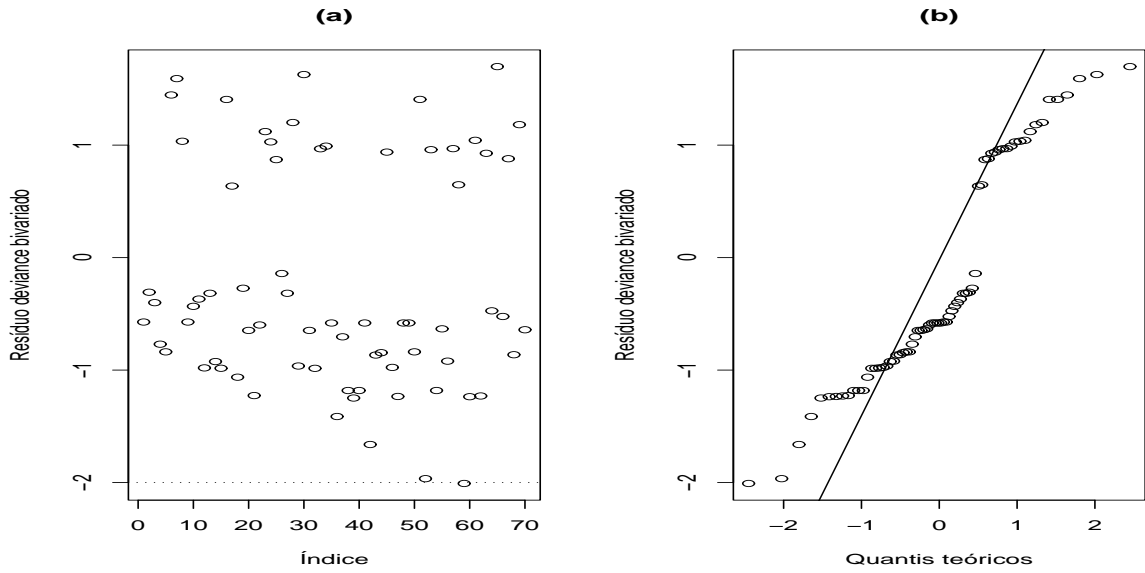 (a)
Resíduo deviance bivariado
1
0
-1
-2
0 10 20 30 40 50 60 70
Índice
(b)
Resíduo deviance bivariado
1
0
-1
-2
−2 −1 0 1 2
Quantis teóricos